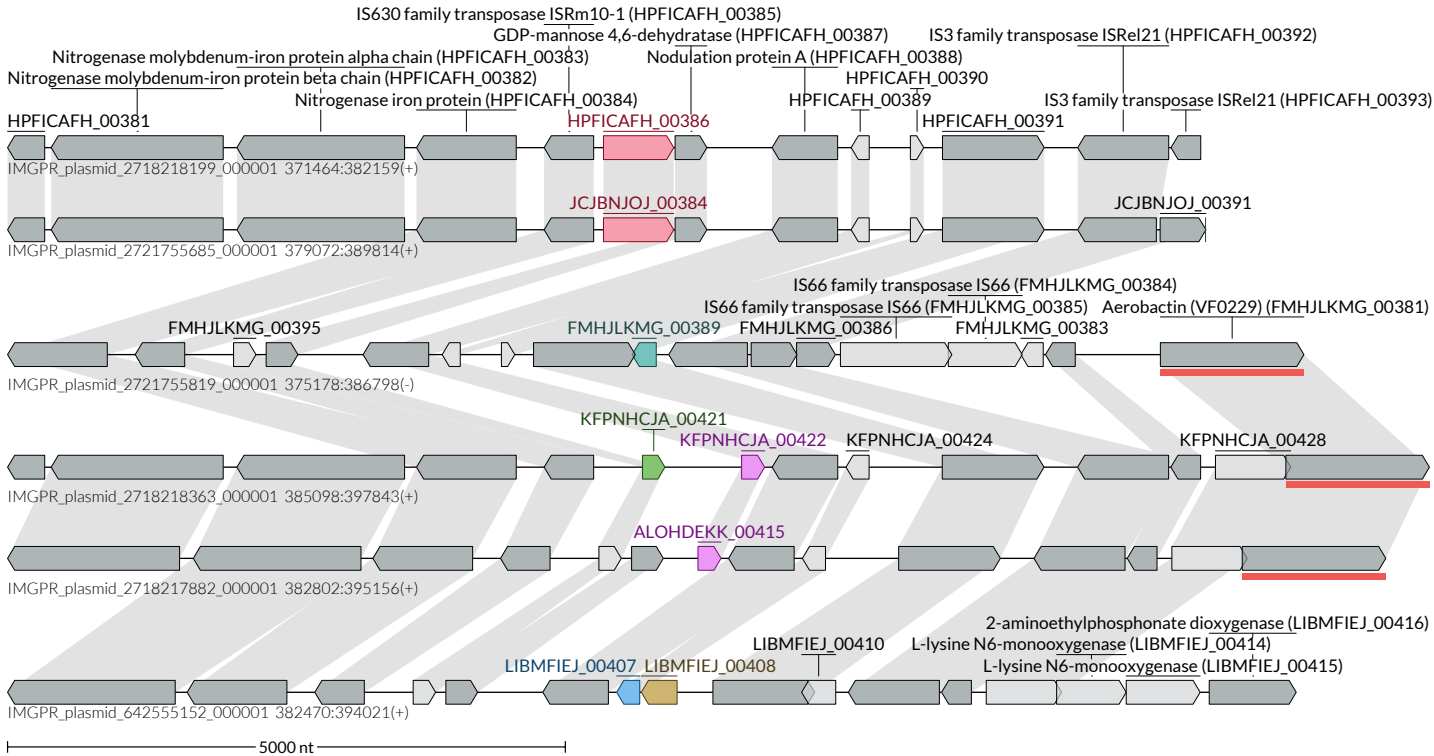 IS630 family transposase ISRm10-1 (HPFICAFH_00385)
GDP-mannose 4,6-dehydratase (HPFICAFH_00387)
IS3 family transposase ISRel21 (HPFICAFH_00392)
Nitrogenase molybdenum-iron protein alpha chain (HPFICAFH_00383)
Nodulation protein A (HPFICAFH_00388)
Nitrogenase molybdenum-iron protein beta chain (HPFICAFH_00382)
HPFICAFH_00390
Nitrogenase iron protein (HPFICAFH_00384)
HPFICAFH_00389
IS3 family transposase ISRel21 (HPFICAFH_00393)
HPFICAFH_00381
HPFICAFH_00386
HPFICAFH_00391
IMGPR_plasmid_2718218199_000001 371464:382159(+)
JCJBNJOJ_00384
JCJBNJOJ_00391
IMGPR_plasmid_2721755685_000001 379072:389814(+)
IS66 family transposase IS66 (FMHJLKMG_00384)
IS66 family transposase IS66 (FMHJLKMG_00385)
Aerobactin (VF0229) (FMHJLKMG_00381)
FMHJLKMG_00395
FMHJLKMG_00389
FMHJLKMG_00386
FMHJLKMG_00383
IMGPR_plasmid_2721755819_000001 375178:386798(-)
KFPNHCJA_00421
KFPNHCJA_00422
KFPNHCJA_00424
KFPNHCJA_00428
IMGPR_plasmid_2718218363_000001 385098:397843(+)
ALOHDEKK_00415
IMGPR_plasmid_2718217882_000001 382802:395156(+)
2-aminoethylphosphonate dioxygenase (LIBMFIEJ_00416)
LIBMFIEJ_00410
L-lysine N6-monooxygenase (LIBMFIEJ_00414)
LIBMFIEJ_00407
LIBMFIEJ_00408
L-lysine N6-monooxygenase (LIBMFIEJ_00415)
IMGPR_plasmid_642555152_000001 382470:394021(+)
5000 nt